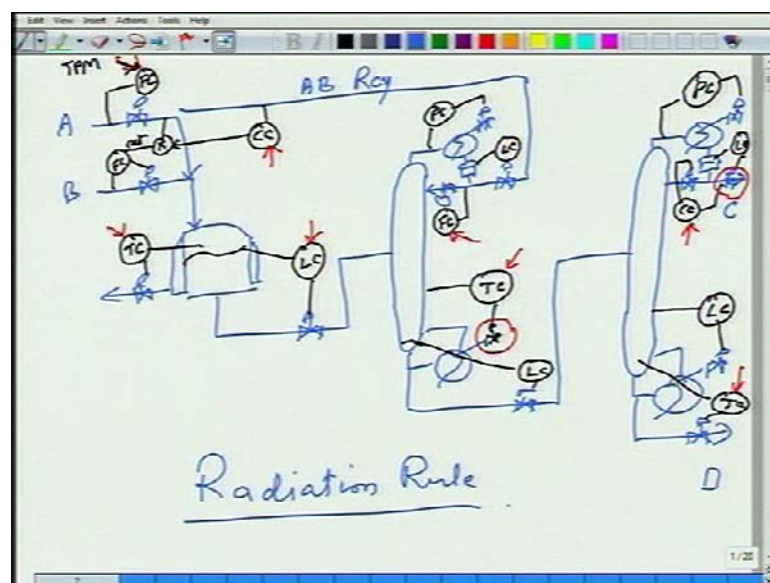 Edit View Insert Actions Tools Help
TPM
FC
AB Rcy
PC
PC
A
CC
LC
LC
FC
B
FC
CC
C
TC
LC
TC
LC
LC
TC
Radiation Rule
D
1/20